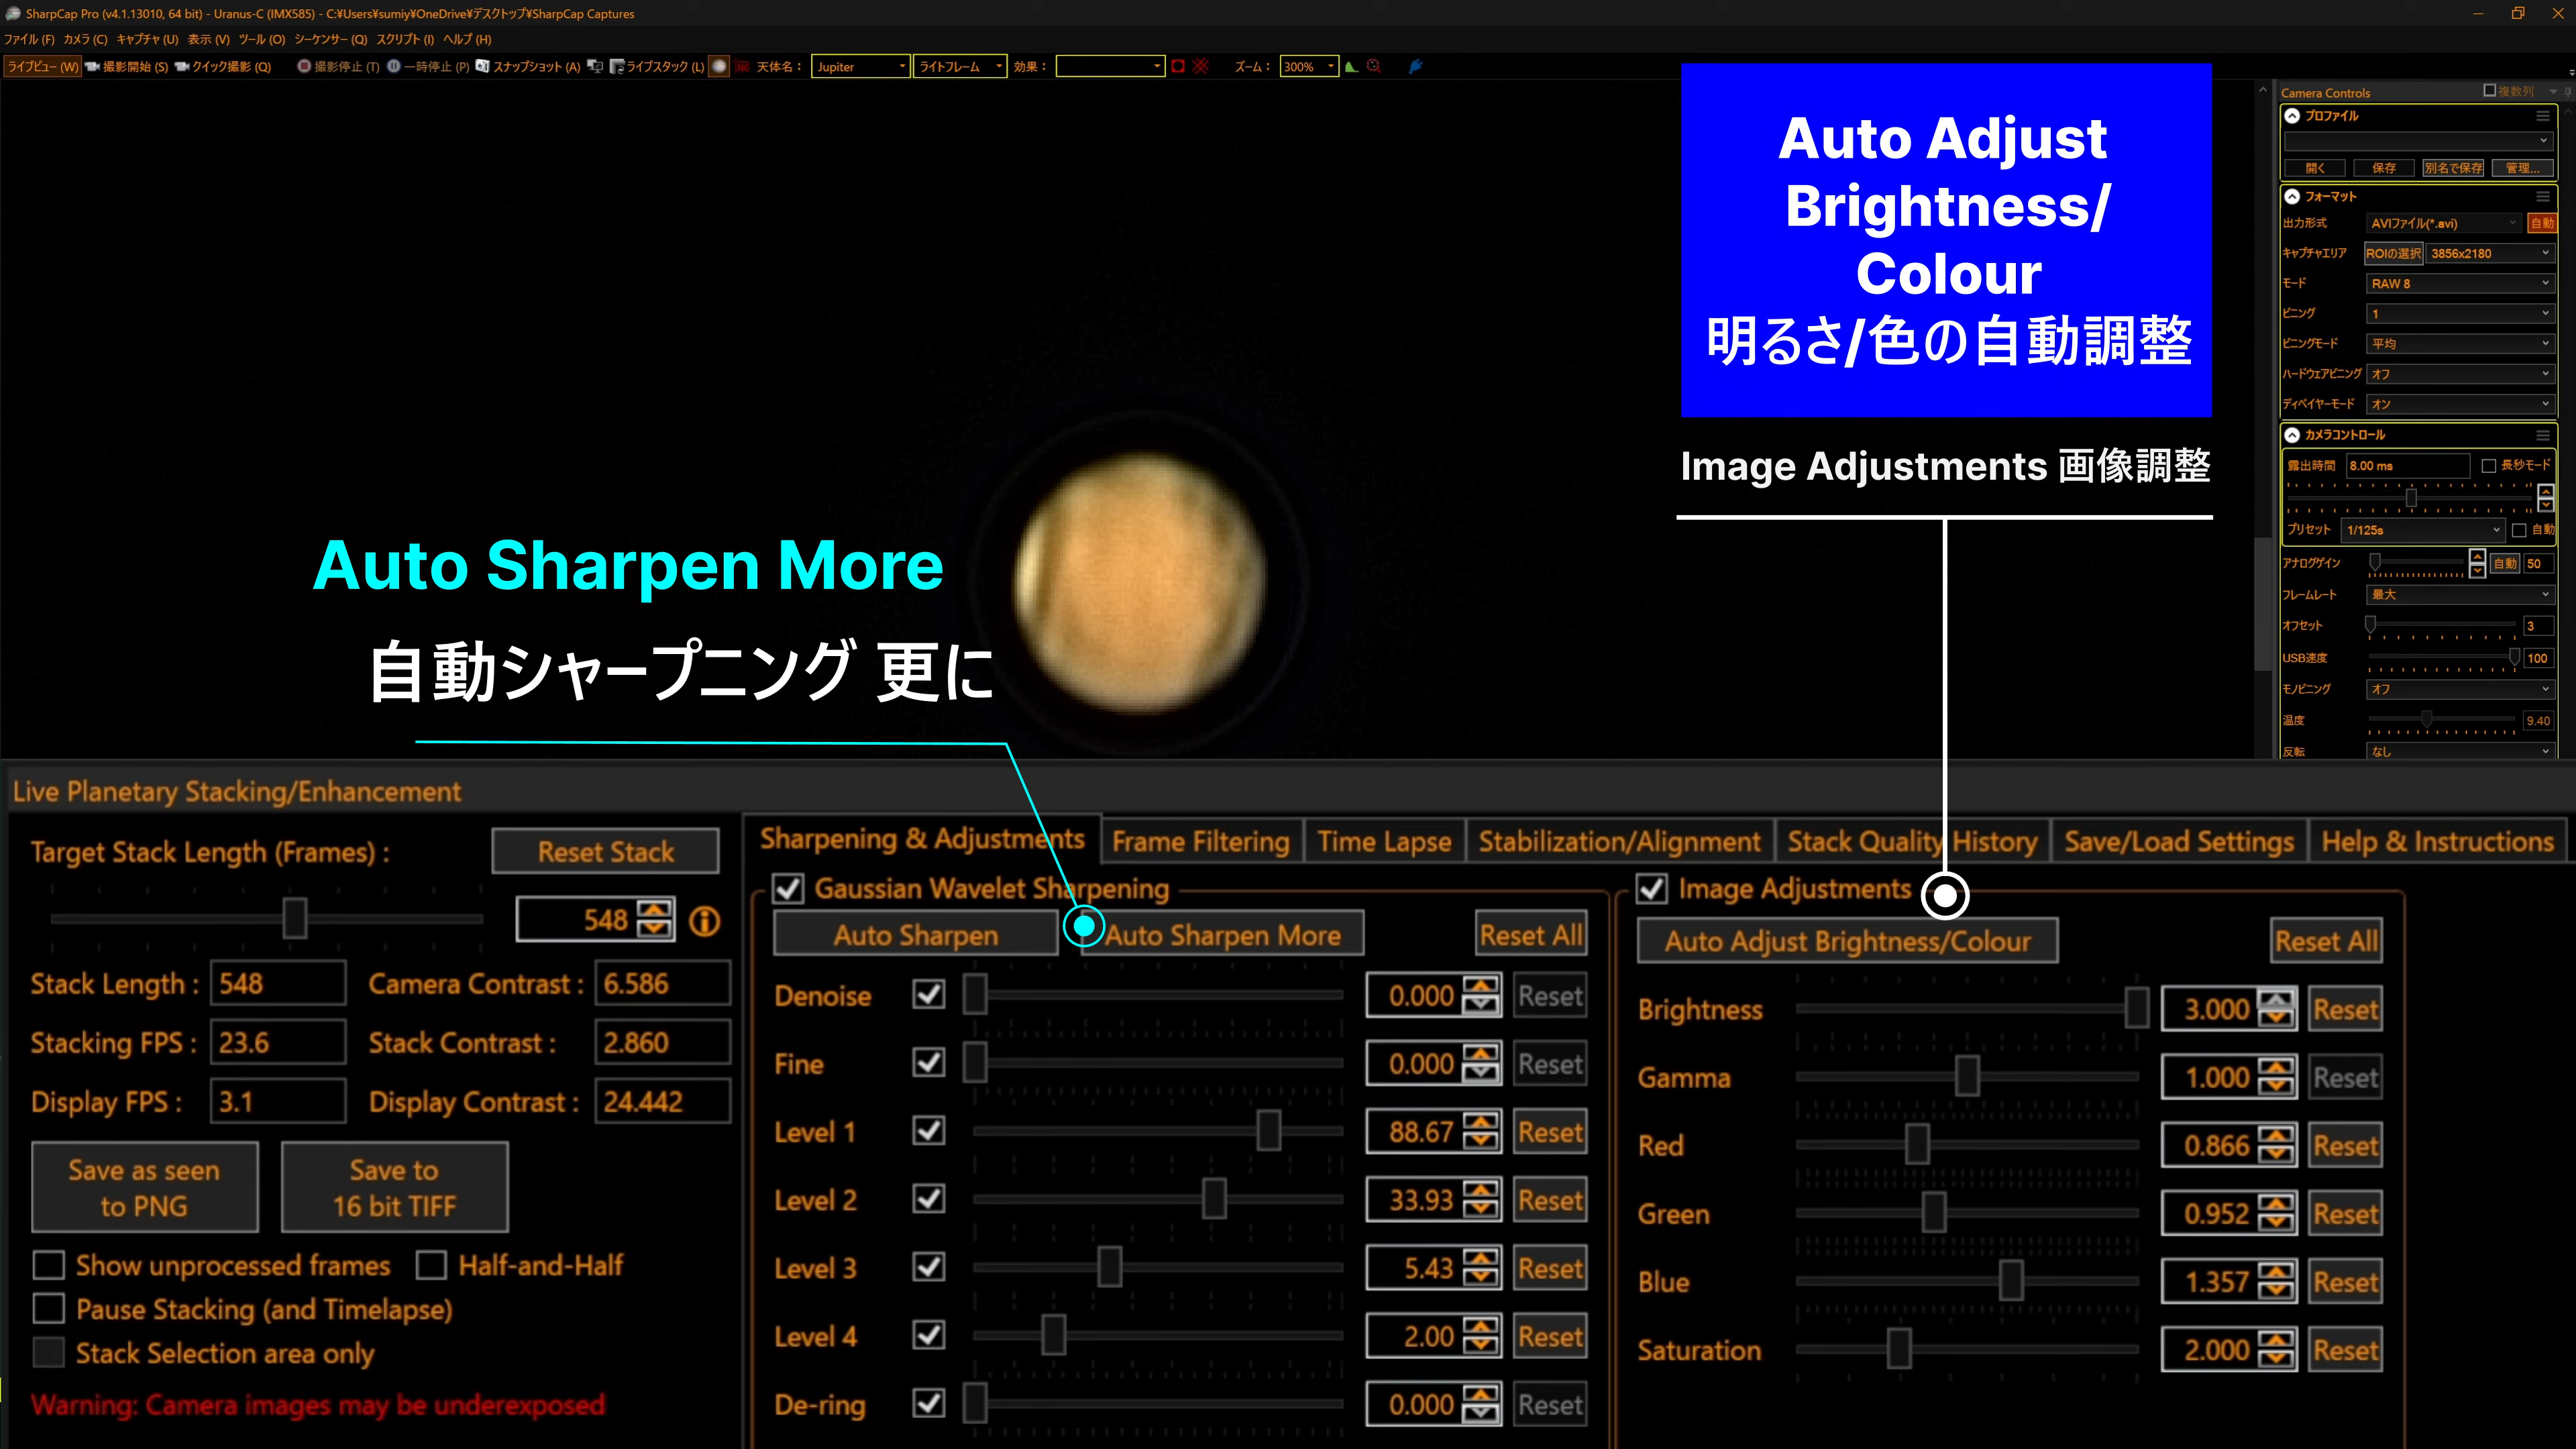 SharpCap Pro (v4.1.13010, 64 bit) - Uranus-C (IMX585) - C:¥Users¥sumiy¥OneDrive¥デスクトップ¥SharpCap Captures
ファイル (F) カメラ (C) キャプチャ (U) 表示 (V) ツール (O) シーケンサー (Q) スクリプト (I) ヘルプ (H)
ライブビュー (W) 撮影開始 (S) クイック撮影 (Q) 撮影停止 (T) 一時停止 (P) スナップショット (A) ライブスタック (L) 天体名： Jupiter ライトフレーム 効果： ズーム： 300%
Auto Adjust
Brightness/
Colour
明るさ/色の自動調整
Image Adjustments 画像調整
Auto Sharpen More
自動シャープニング 更に
Camera Controls 複数列
プロファイル
開く 保存 別名で保存 管理...
フォーマット
出力形式 AVIファイル(*.avi) 自動
キャプチャエリア ROIの選択 3856x2180
モード RAW 8
ビニング 1
ビニングモード 平均
ハードウェアビニング オフ
ディベイヤーモード オン
カメラコントロール
露出時間 8.00 ms 長秒モード
プリセット 1/125s 自動
アナログゲイン 自動 50
フレームレート 最大
オフセット 3
USB速度 100
モノビニング オフ
温度 9.40
反転 なし
Live Planetary Stacking/Enhancement
Target Stack Length (Frames) : Reset Stack
548
Stack Length : 548 Camera Contrast : 6.586
Stacking FPS : 23.6 Stack Contrast : 2.860
Display FPS : 3.1 Display Contrast : 24.442
Save as seen
to PNG
Save to
16 bit TIFF
Show unprocessed frames Half-and-Half
Pause Stacking (and Timelapse)
Stack Selection area only
Warning: Camera images may be underexposed
Sharpening & Adjustments Frame Filtering Time Lapse Stabilization/Alignment Stack Quality History Save/Load Settings Help & Instructions
Gaussian Wavelet Sharpening
Auto Sharpen Auto Sharpen More Reset All
Denoise 0.000 Reset
Fine 0.000 Reset
Level 1 88.67 Reset
Level 2 33.93 Reset
Level 3 5.43 Reset
Level 4 2.00 Reset
De-ring 0.000 Reset
Image Adjustments
Auto Adjust Brightness/Colour Reset All
Brightness 3.000 Reset
Gamma 1.000 Reset
Red 0.866 Reset
Green 0.952 Reset
Blue 1.357 Reset
Saturation 2.000 Reset